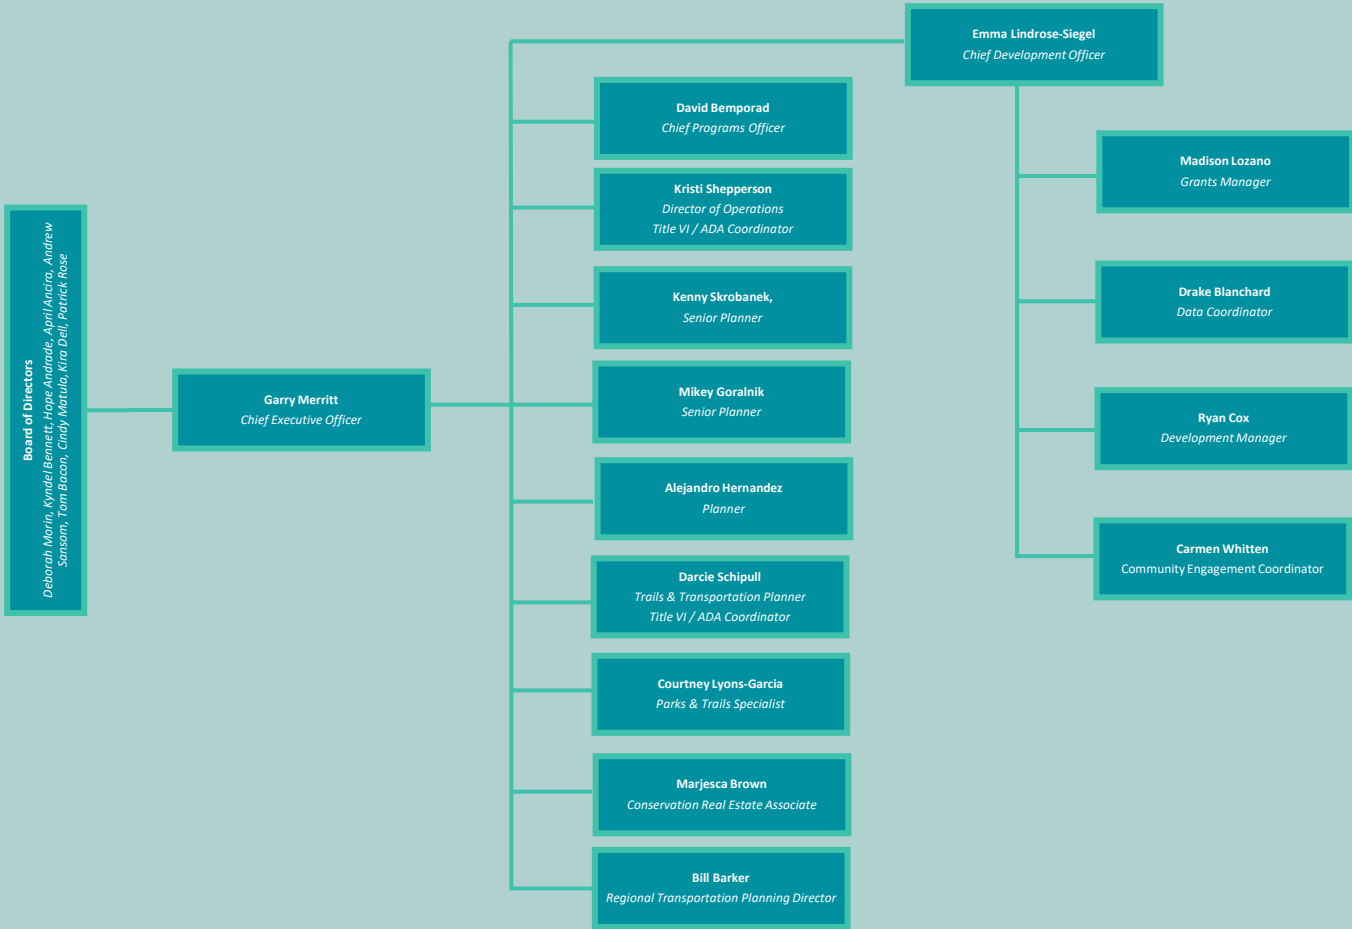 Board of Directors
Deborah Morin, Kyndel Bennett, Hope Andrade, April Ancira, Andrew
Sansom, Tom Bacon, Cindy Matula, Kira Dell, Patrick Rose
Garry Merritt
Chief Executive Officer
David Bemporad
Chief Programs Officer
Kristi Shepperson
Director of Operations
Title VI / ADA Coordinator
Kenny Skrobanek,
Senior Planner
Mikey Goralnik
Senior Planner
Alejandro Hernandez
Planner
Darcie Schipull
Trails & Transportation Planner
Title VI / ADA Coordinator
Courtney Lyons-Garcia
Parks & Trails Specialist
Marjesca Brown
Conservation Real Estate Associate
Bill Barker
Regional Transportation Planning Director
Emma Lindrose-Siegel
Chief Development Officer
Madison Lozano
Grants Manager
Drake Blanchard
Data Coordinator
Ryan Cox
Development Manager
Carmen Whitten
Community Engagement Coordinator